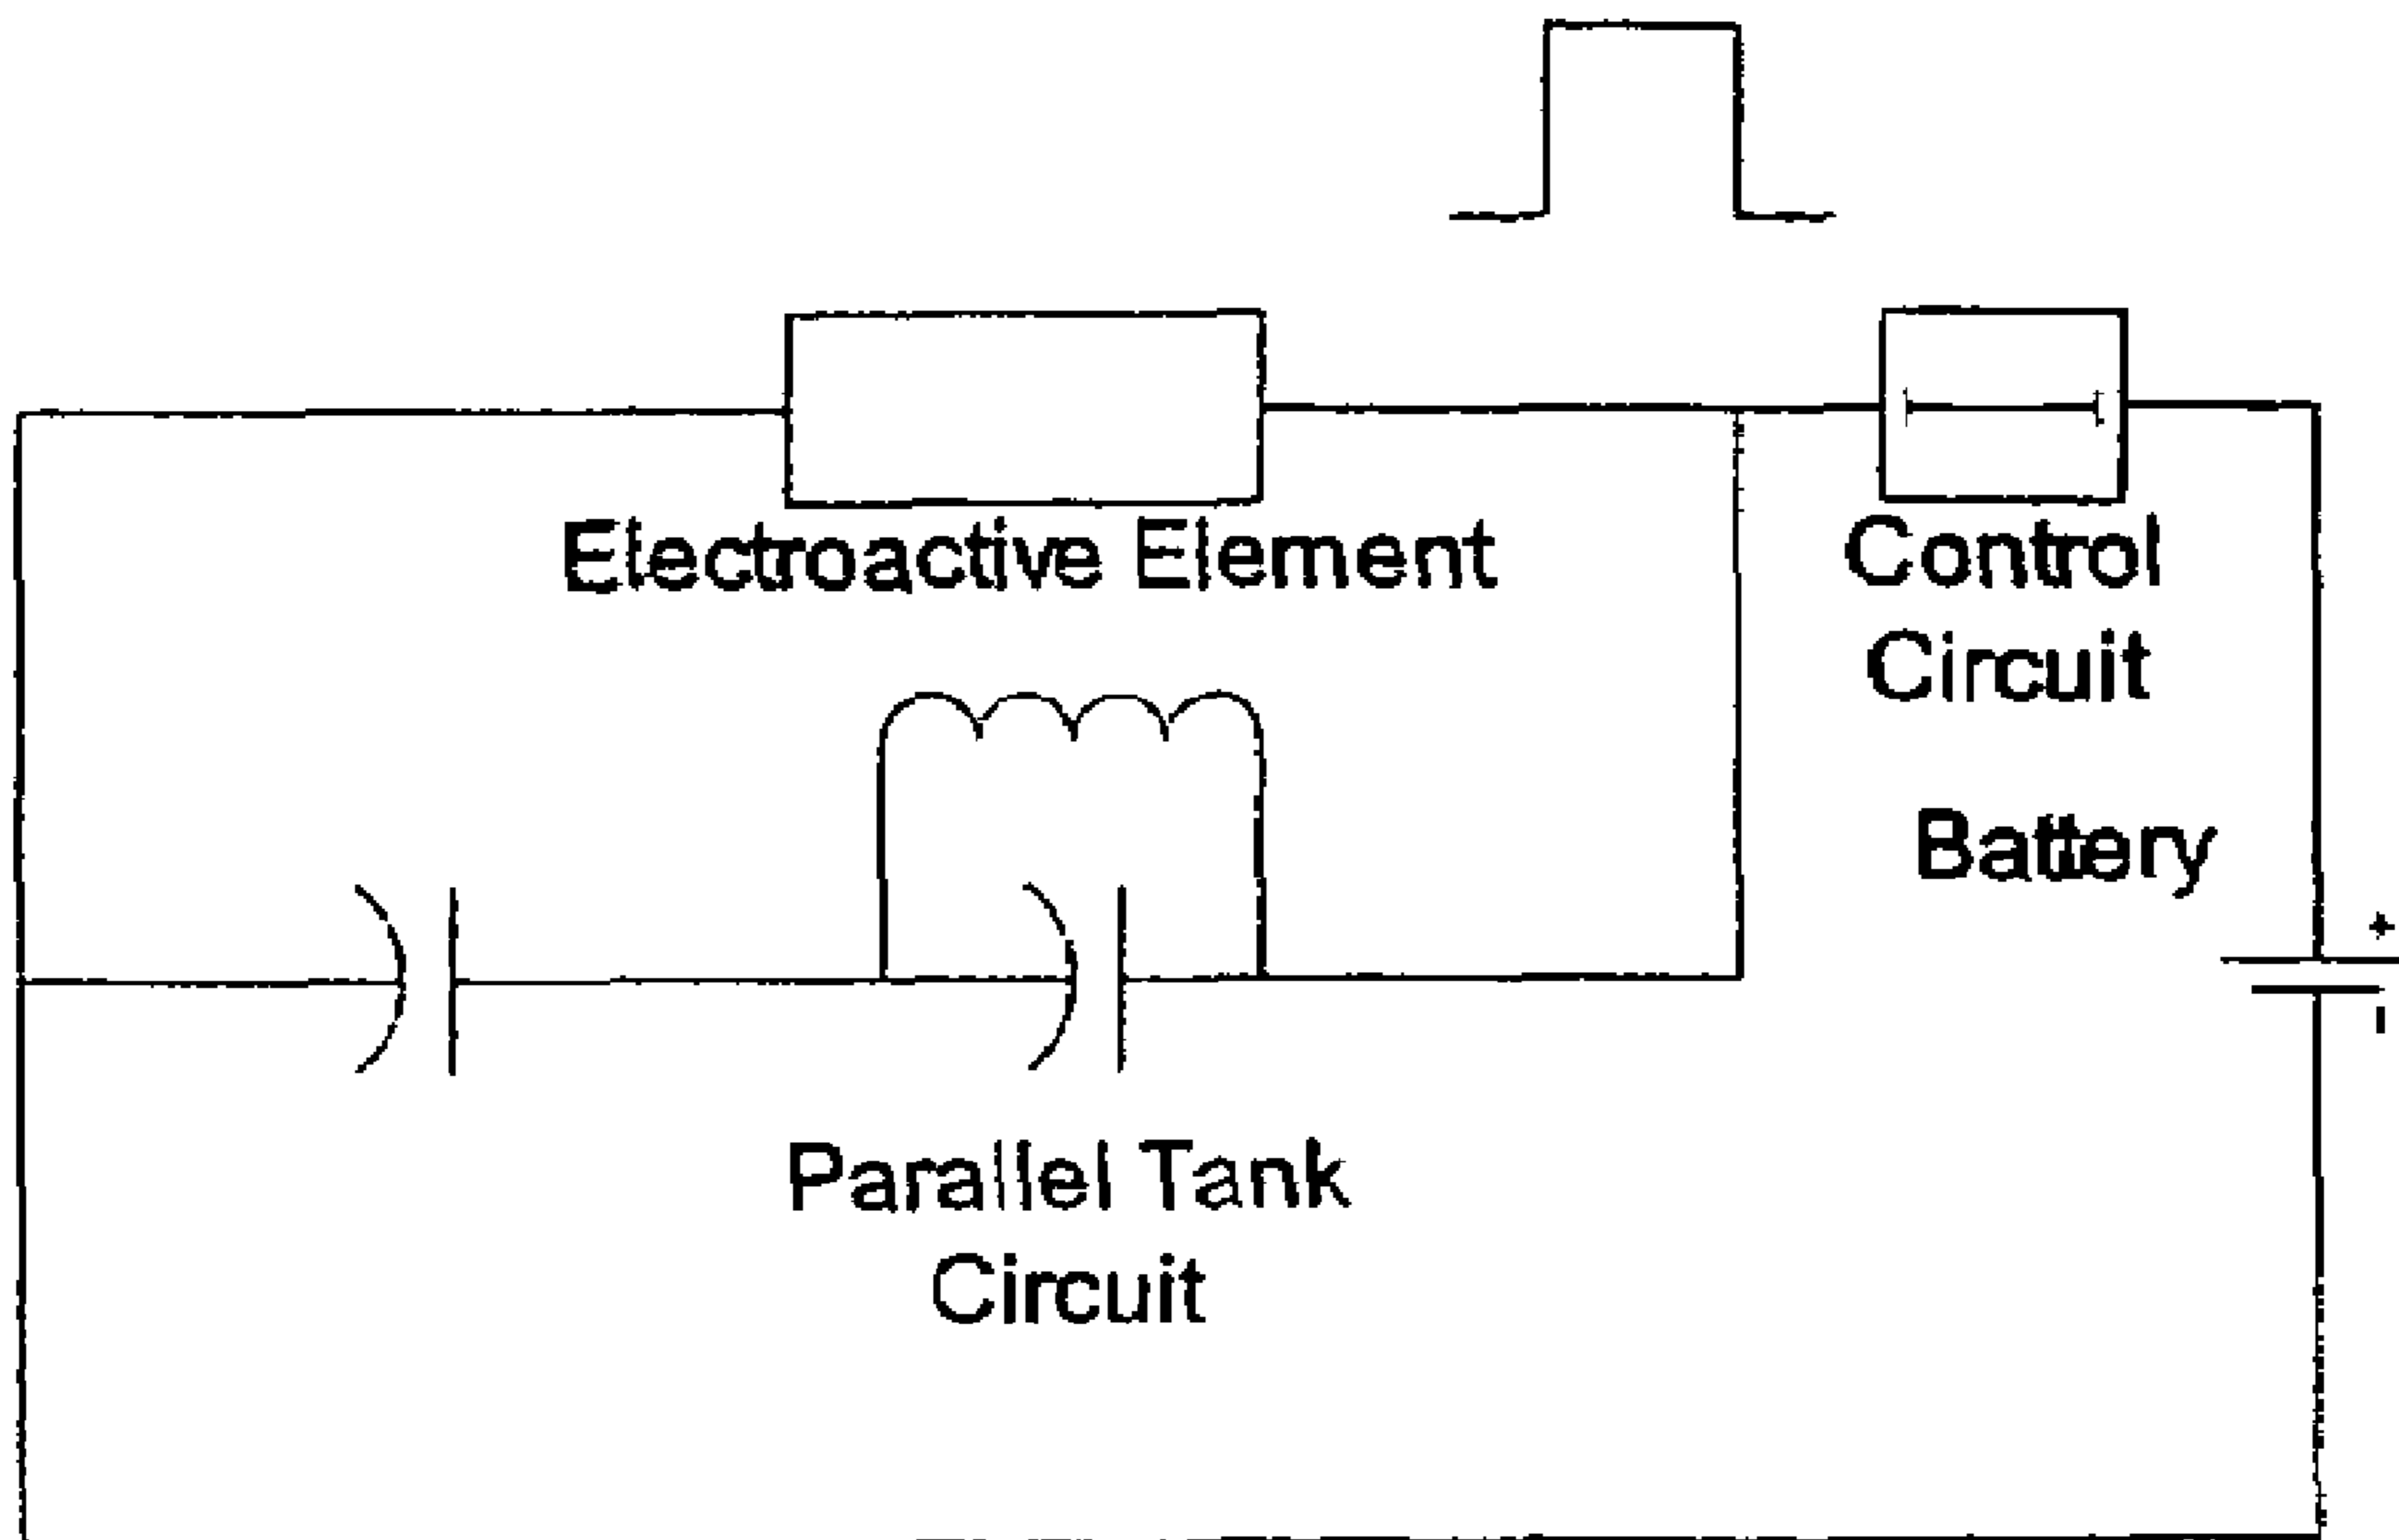 Electroactive Element
Control
Circuit
Battery
+
-
Parallel Tank
Circuit